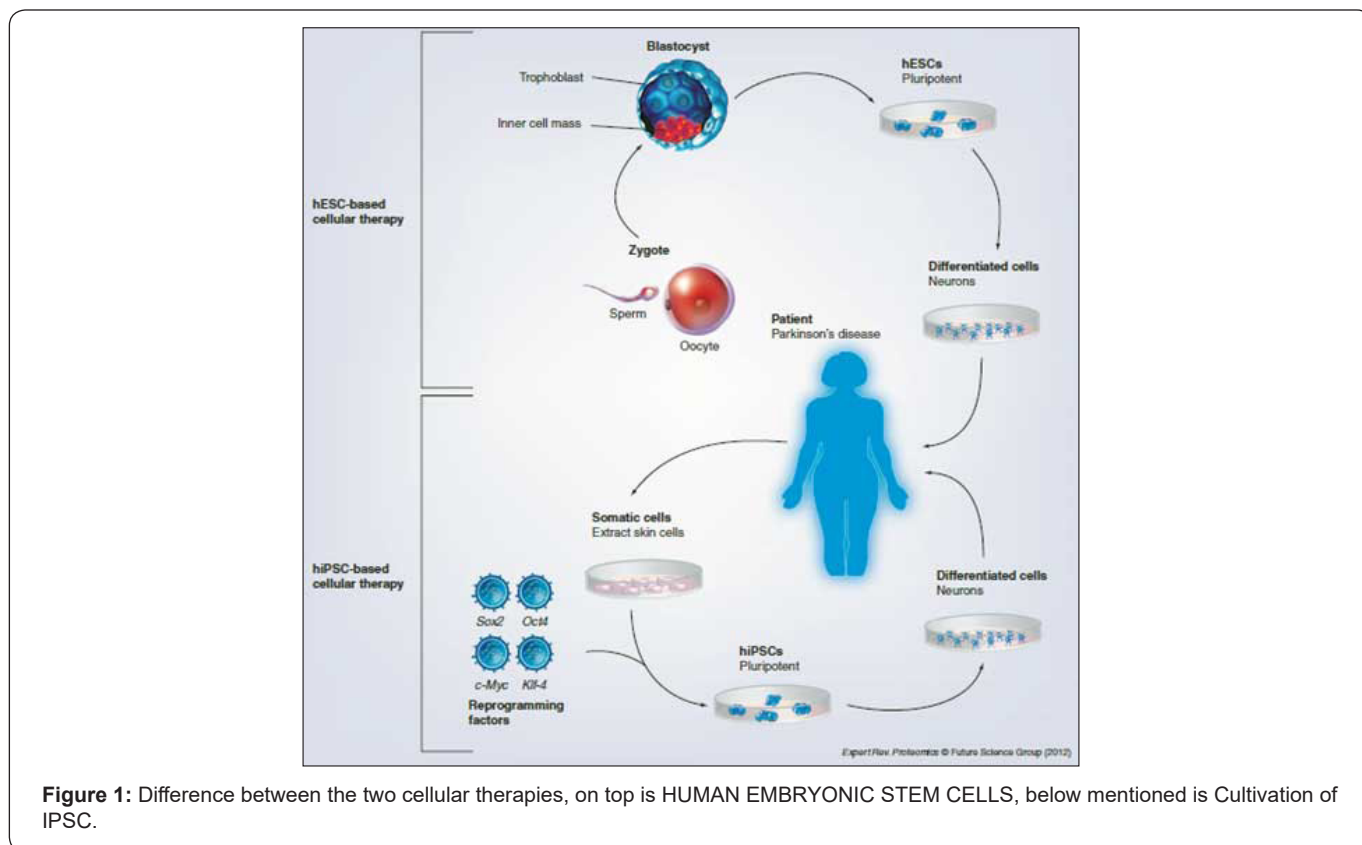 Blastocyst
Trophoblast
Inner cell mass
hESCs
Pluripotent
hESC-based
cellular therapy
Zygote
Sperm
Oocyte
Differentiated cells
Neurons
Patient
Parkinson's disease
Somatic cells
Extract skin cells
hiPSC-based
cellular therapy
Sox2 Oct4
c-Myc Klf-4
Reprogramming
factors
hiPSCs
Pluripotent
Differentiated cells
Neurons
Expert Rev. Proteomics © Future Science Group (2012)
Figure 1: Difference between the two cellular therapies, on top is HUMAN EMBRYONIC STEM CELLS, below mentioned is Cultivation of
IPSC.